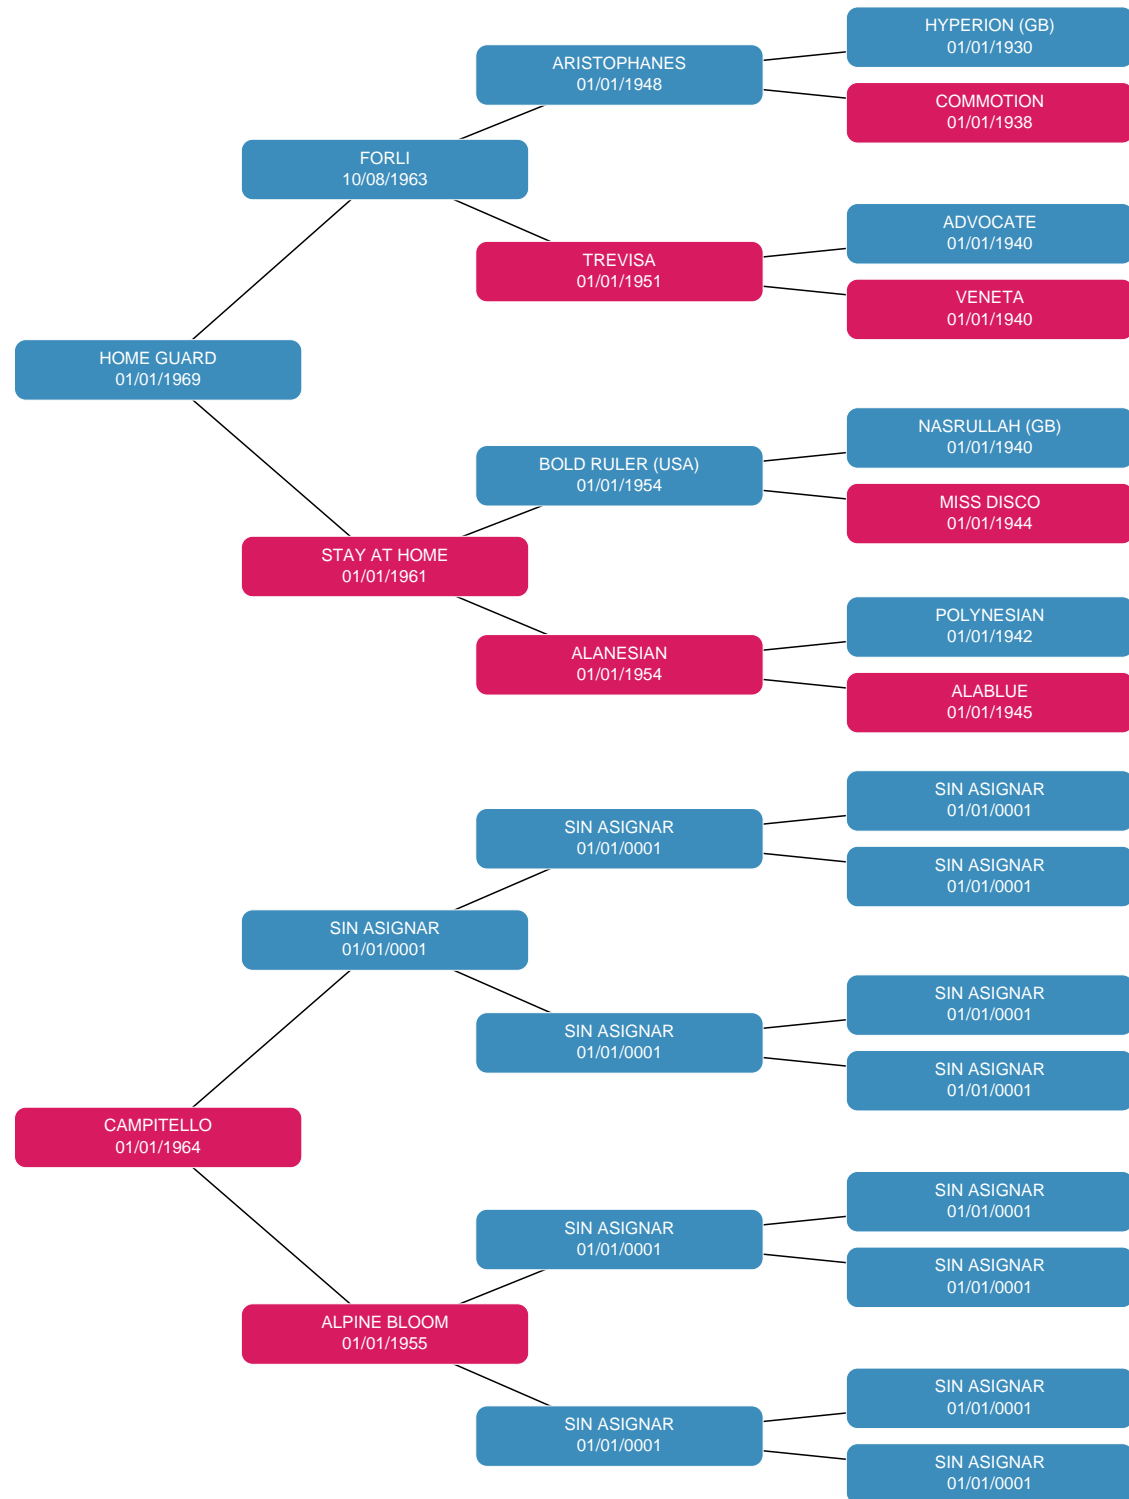 HYPERION (GB)
01/01/1930
ARISTOPHANES
01/01/1948
COMMOTION
01/01/1938
FORLI
10/08/1963
ADVOCATE
01/01/1940
TREVISA
01/01/1951
VENETA
01/01/1940
HOME GUARD
01/01/1969
NASRULLAH (GB)
01/01/1940
BOLD RULER (USA)
01/01/1954
MISS DISCO
01/01/1944
STAY AT HOME
01/01/1961
POLYNESIAN
01/01/1942
ALANESIAN
01/01/1954
ALABLUE
01/01/1945
SIN ASIGNAR
01/01/0001
SIN ASIGNAR
01/01/0001
SIN ASIGNAR
01/01/0001
SIN ASIGNAR
01/01/0001
SIN ASIGNAR
01/01/0001
SIN ASIGNAR
01/01/0001
SIN ASIGNAR
01/01/0001
CAMPITELLO
01/01/1964
SIN ASIGNAR
01/01/0001
SIN ASIGNAR
01/01/0001
SIN ASIGNAR
01/01/0001
ALPINE BLOOM
01/01/1955
SIN ASIGNAR
01/01/0001
SIN ASIGNAR
01/01/0001
SIN ASIGNAR
01/01/0001